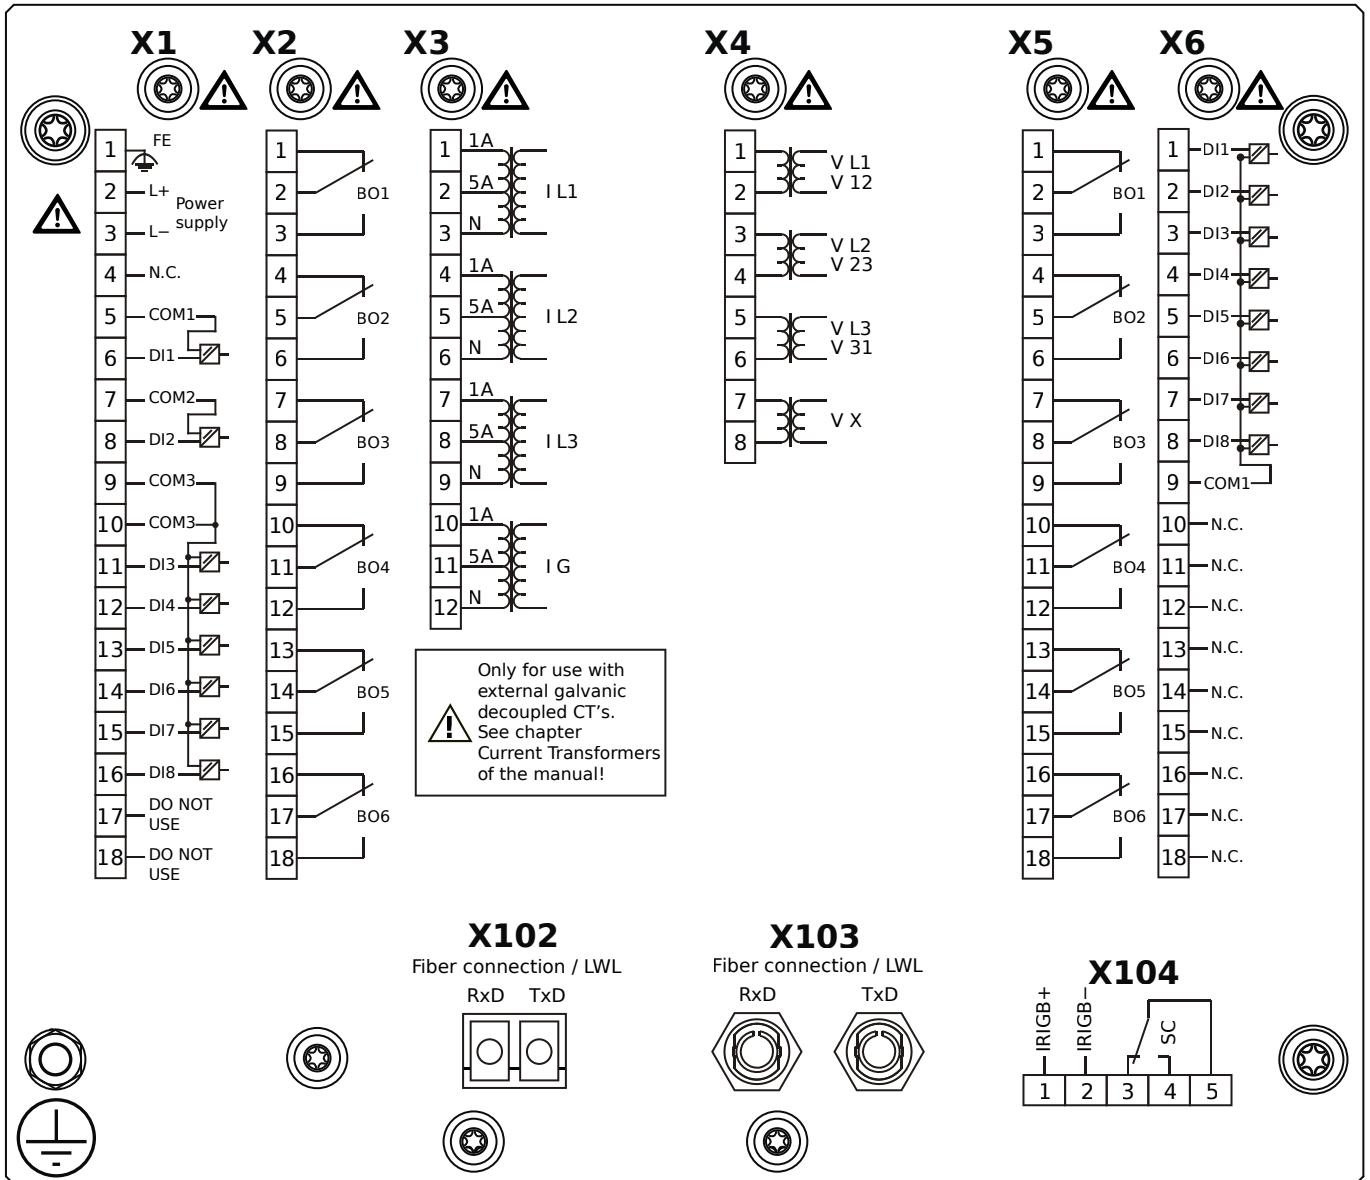 X1 X2 X3 X4 X5 X6
1 FE
2 L+
Power
supply
3 L−
4 N.C.
5 COM1
6 DI1
7 COM2
8 DI2
9 COM3
10 COM3
11 DI3
12 DI4
13 DI5
14 DI6
15 DI7
16 DI8
17 DO NOT
USE
18 DO NOT
USE
1
2 BO1
3
4
5 BO2
6
7
8 BO3
9
10
11 BO4
12
13
14 BO5
15
16
17 BO6
18
1 1A
2 5A I L1
3 N
4 1A
5 5A I L2
6 N
7 1A
8 5A I L3
9 N
10 1A
11 5A I G
12 N
Only for use with
external galvanic
decoupled CT's.
See chapter
Current Transformers
of the manual!
1 V L1
2 V 12
3 V L2
4 V 23
5 V L3
6 V 31
7 V X
8
1
2 BO1
3
4
5 BO2
6
7
8 BO3
9
10
11 BO4
12
13
14 BO5
15
16
17 BO6
18
1 DI1
2 DI2
3 DI3
4 DI4
5 DI5
6 DI6
7 DI7
8 DI8
9 COM1
10 N.C.
11 N.C.
12 N.C.
13 N.C.
14 N.C.
15 N.C.
16 N.C.
17 N.C.
18 N.C.
X102
Fiber connection / LWL
RxD TxD
X103
Fiber connection / LWL
RxD TxD
X104
IRIGB+
IRIGB−
SC
1 2 3 4 5